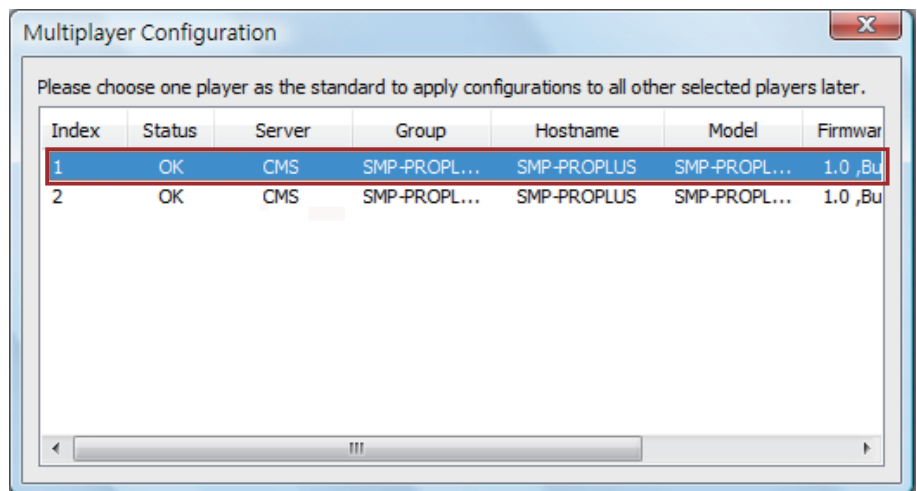 Multiplayer Configuration
Please choose one player as the standard to apply configurations to all other selected players later.
Index Status Server Group Hostname Model Firmwar
1 OK CMS SMP-PROPL... SMP-PROPLUS SMP-PROPL... 1.0 ,Bu
2 OK CMS SMP-PROPL... SMP-PROPLUS SMP-PROPL... 1.0 ,Bu